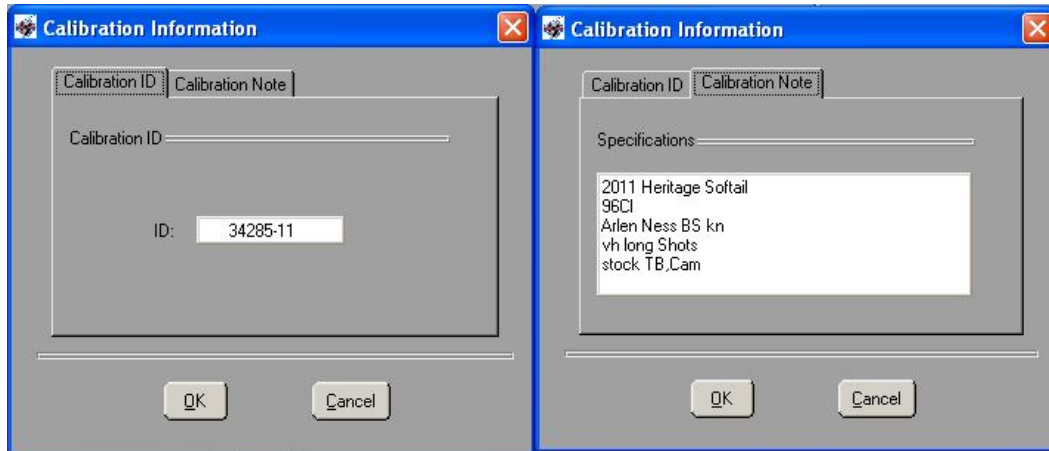 Calibration Information
Calibration ID
Calibration Note
Calibration ID
ID:
34285-11
OK
Cancel
Calibration Information
Calibration ID
Calibration Note
Specifications
2011 Heritage Softail
96CI
Arlen Ness BS kn
vh long Shots
stock TB,Cam
OK
Cancel